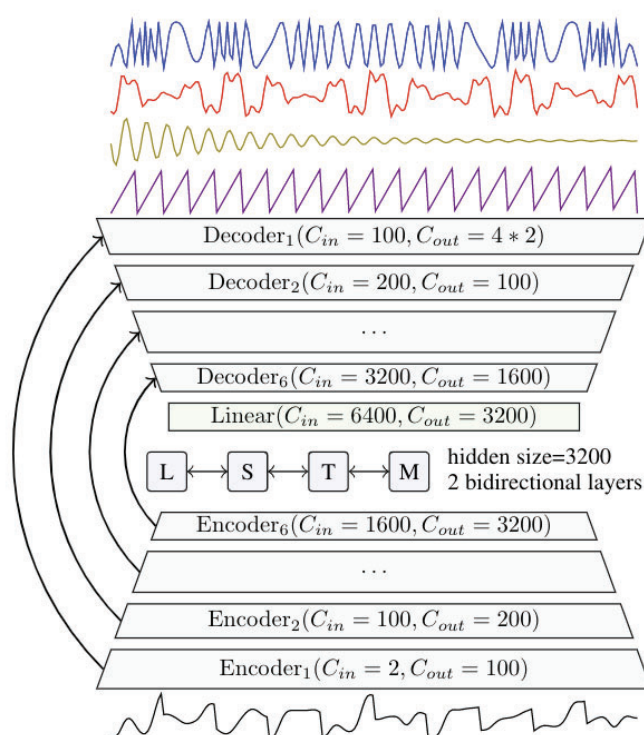 Decoder₁(C_in = 100, C_out = 4 * 2)
Decoder₂(C_in = 200, C_out = 100)
...
Decoder₆(C_in = 3200, C_out = 1600)
Linear(C_in = 6400, C_out = 3200)
L S T M
hidden size=3200
2 bidirectional layers
Encoder₆(C_in = 1600, C_out = 3200)
...
Encoder₂(C_in = 100, C_out = 200)
Encoder₁(C_in = 2, C_out = 100)